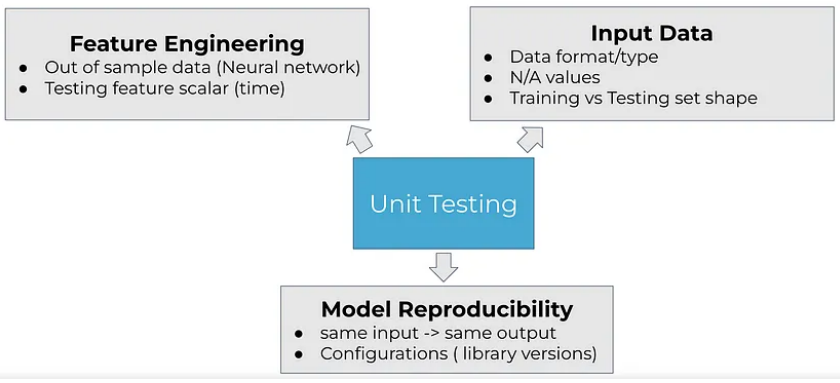 Feature Engineering
● Out of sample data (Neural network)
● Testing feature scalar (time)
Input Data
● Data format/type
● N/A values
● Training vs Testing set shape
Unit Testing
Model Reproducibility
● same input -> same output
● Configurations ( library versions)